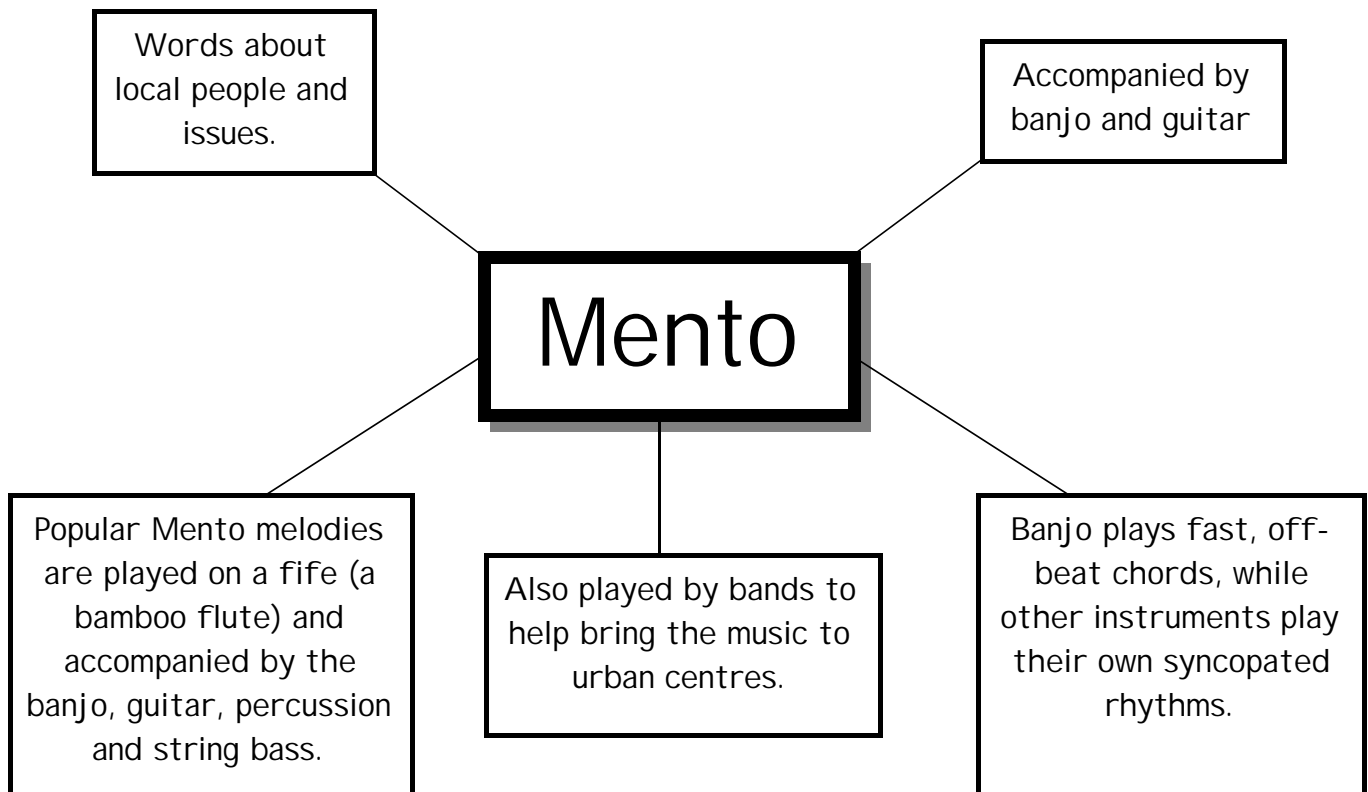 Words about
local people and
issues.
Accompanied by
banjo and guitar
Mento
Popular Mento melodies
are played on a fife (a
bamboo flute) and
accompanied by the
banjo, guitar, percussion
and string bass.
Also played by bands to
help bring the music to
urban centres.
Banjo plays fast, off-
beat chords, while
other instruments play
their own syncopated
rhythms.